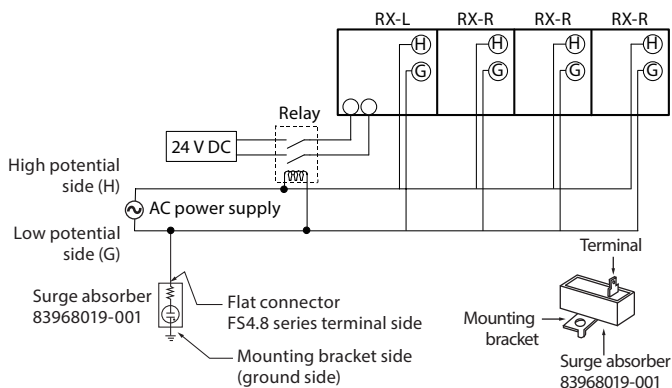 RX-L
RX-R
RX-R
RX-R
H
H
H
H
G
G
G
G
Relay
24 V DC
High potential
side (H)
AC power supply
Low potential
side (G)
Surge absorber
83968019-001
Flat connector
FS4.8 series terminal side
Mounting bracket side
(ground side)
Terminal
Mounting
bracket
Surge absorber
83968019-001